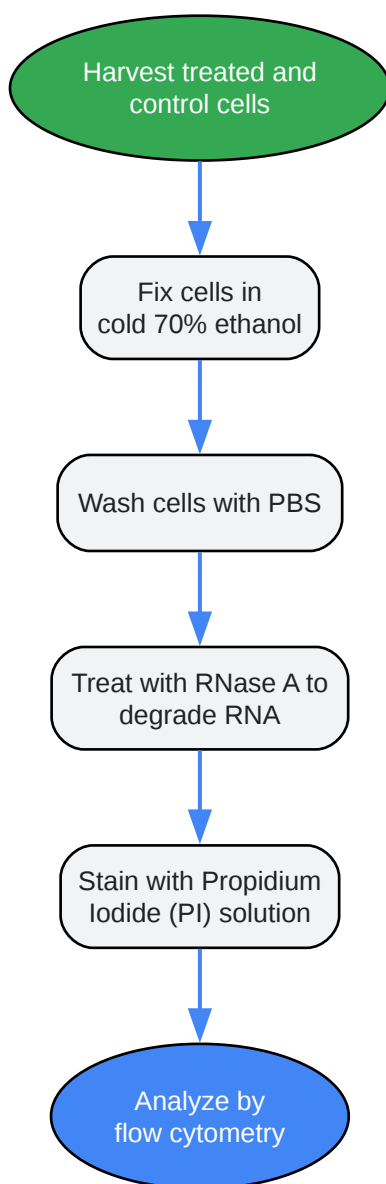 Harvest treated and
control cells
Fix cells in
cold 70% ethanol
Wash cells with PBS
Treat with RNase A to
degrade RNA
Stain with Propidium
Iodide (PI) solution
Analyze by
flow cytometry